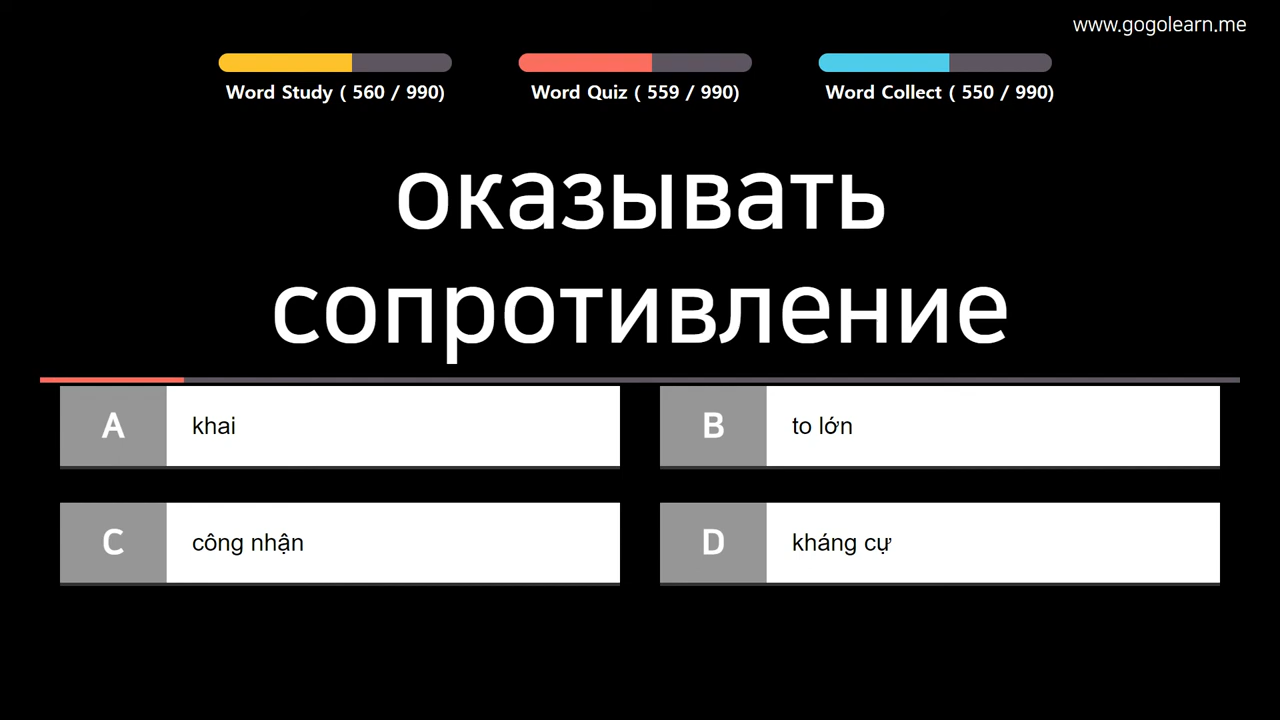 www.gogolearn.me
Word Study ( 560 / 990)
Word Quiz ( 559 / 990)
Word Collect ( 550 / 990)
оказывать
сопротивление
A
khai
B
to lớn
C
công nhận
D
kháng cự